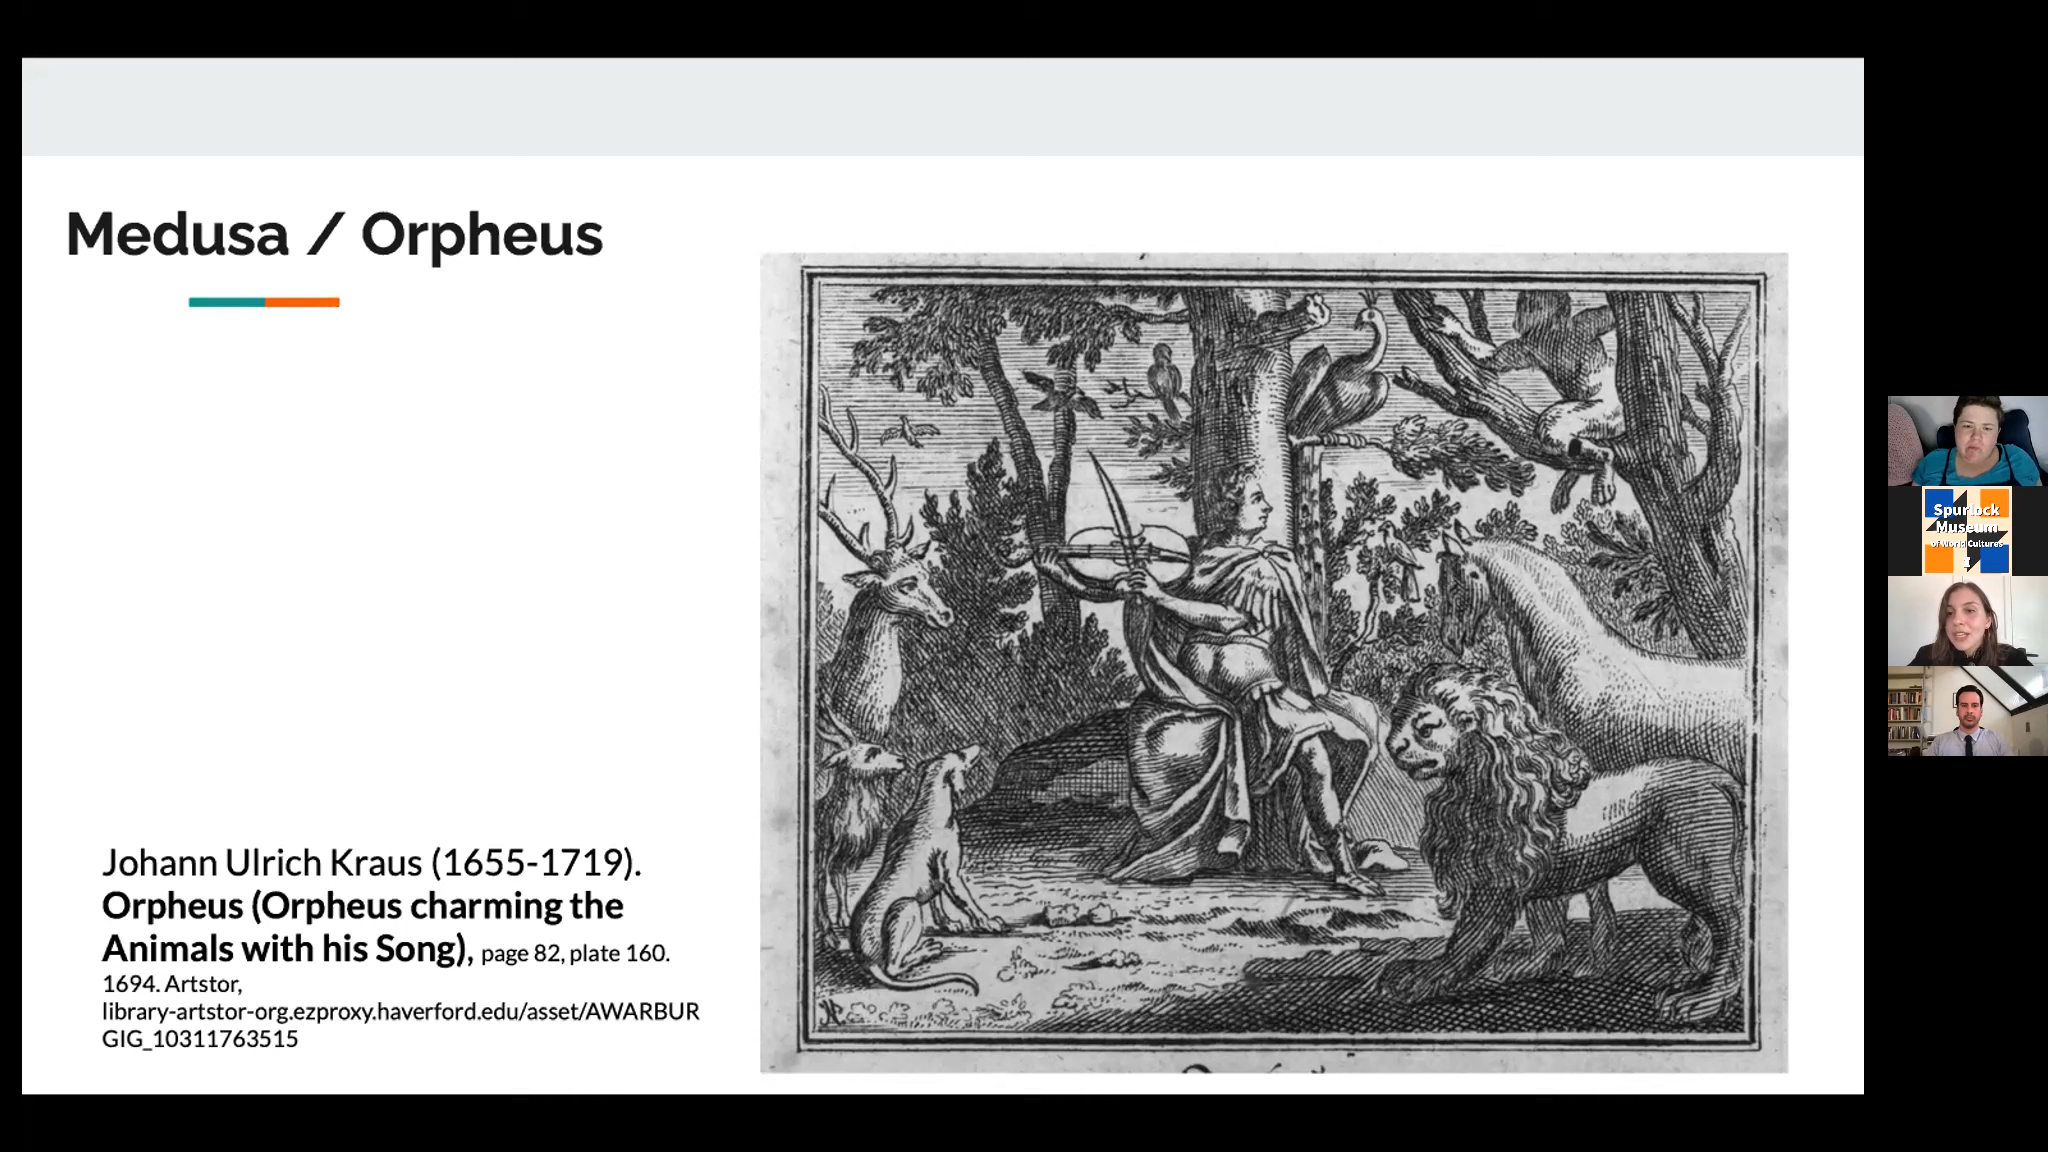 Medusa / Orpheus
Johann Ulrich Kraus (1655-1719).
Orpheus (Orpheus charming the
Animals with his Song), page 82, plate 160.
1694. Artstor,
library-artstor-org.ezproxy.haverford.edu/asset/AWARBUR
GIG_10311763515
Spurlock
Museum
of World Cultures
I